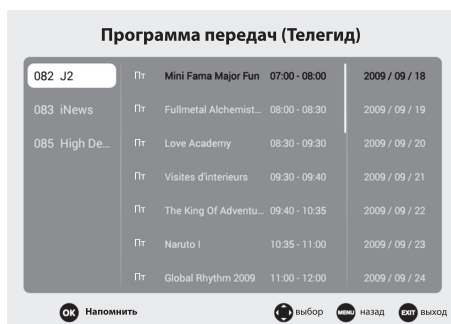 Программа передач (Телегид)
082 J2 Пт Mini Fama Major Fun 07:00 - 08:00 2009 / 09 / 18
083 iNews Пт Fullmetal Alchemist... 08:00 - 08:30 2009 / 09 / 19
085 High De... Пт Love Academy 08:30 - 09:30 2009 / 09 / 20
Пт Visites d'interieurs 09:30 - 09:40 2009 / 09 / 21
Пт The King Of Adventu... 09:40 - 10:35 2009 / 09 / 22
Пт Naruto I 10:35 - 11:00 2009 / 09 / 23
Пт Global Rhythm 2009 11:00 - 12:00 2009 / 09 / 24
OK Напомнить выбор MENU назад EXIT выход